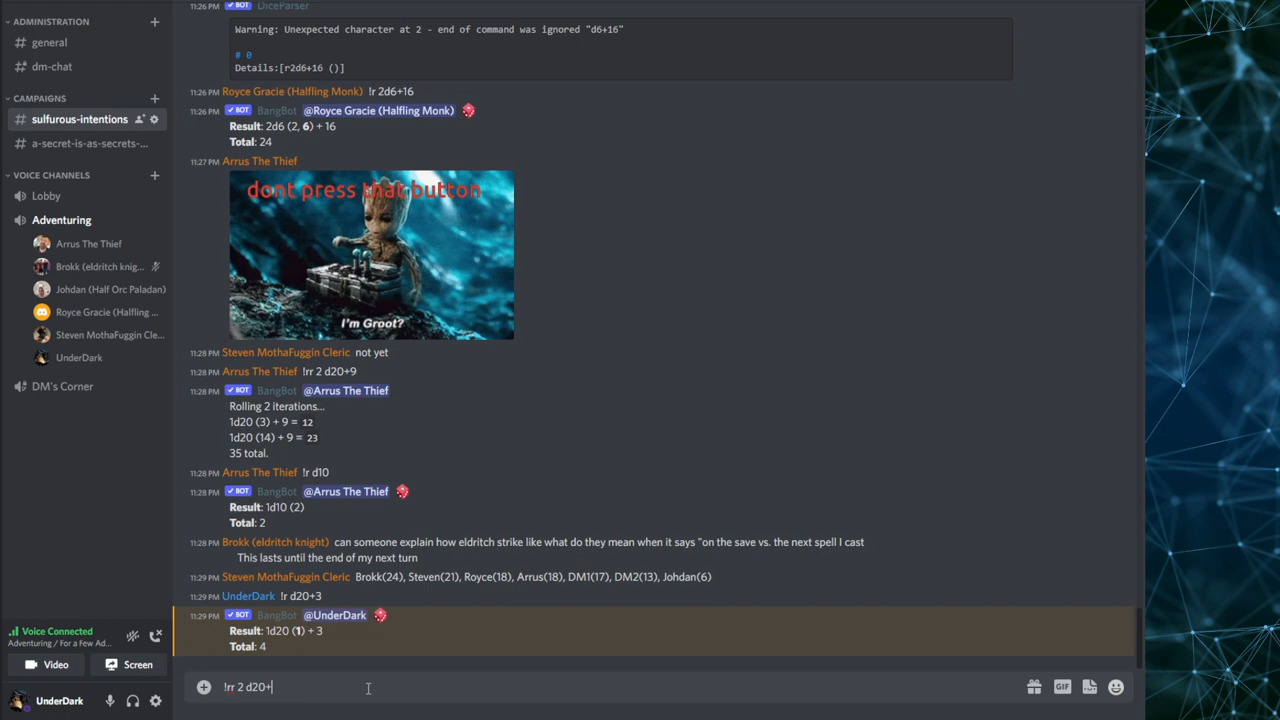 ADMINISTRATION
general
dm-chat
CAMPAIGNS
sulfurous-intentions
a-secret-is-as-secrets-...
VOICE CHANNELS
Lobby
Adventuring
Arrus The Thief
Brokk (eldritch knig...
Johdan (Half Orc Paladan)
Royce Gracie (Halfling ...
Steven MothaFuggin Cle...
UnderDark
DM's Corner
Voice Connected
Adventuring / For a Few Ad...
Video Screen
UnderDark
11:26 PM BOT DiceParser
Warning: Unexpected character at 2 - end of command was ignored "d6+16"
# 0
Details:[r2d6+16 ()]
11:26 PM Royce Gracie (Halfling Monk) !r 2d6+16
11:26 PM BOT BangBot @Royce Gracie (Halfling Monk)
Result: 2d6 (2, 6) + 16
Total: 24
11:27 PM Arrus The Thief
dont press that button
I'm Groot?
11:28 PM Steven MothaFuggin Cleric not yet
11:28 PM Arrus The Thief !rr 2 d20+9
11:28 PM BOT BangBot @Arrus The Thief
Rolling 2 iterations...
1d20 (3) + 9 = 12
1d20 (14) + 9 = 23
35 total.
11:28 PM Arrus The Thief !r d10
11:28 PM BOT BangBot @Arrus The Thief
Result: 1d10 (2)
Total: 2
11:28 PM Brokk (eldritch knight) can someone explain how eldritch strike like what do they mean when it says "on the save vs. the next spell I cast
This lasts until the end of my next turn
11:29 PM Steven MothaFuggin Cleric Brokk(24), Steven(21), Royce(18), Arrus(18), DM1(17), DM2(13), Johdan(6)
11:29 PM UnderDark !r d20+3
11:29 PM BOT BangBot @UnderDark
Result: 1d20 (1) + 3
Total: 4
!rr 2 d20+
GIF